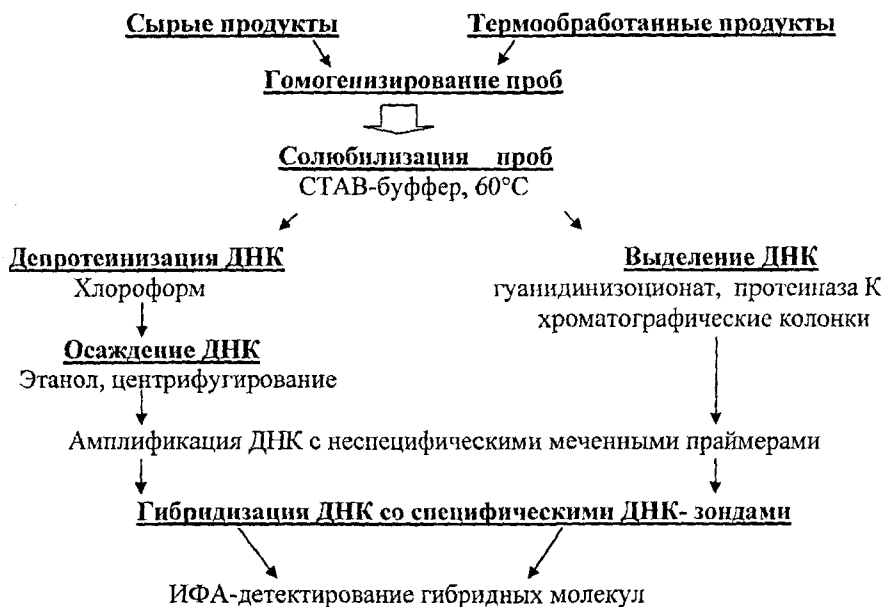 Сырые продукты Термообработанные продукты
Гомогенизирование проб
Солюбилизация проб
СТАВ-буффер, 60°С
Депротеинизация ДНК Выделение ДНК
Хлороформ гуанидинизоционат, протеиназа К
хроматографические колонки
Осаждение ДНК
Этанол, центрифугирование
Амплификация ДНК с неспецифическими меченными праймерами
Гибридизация ДНК со специфическими ДНК- зондами
ИФА-детектирование гибридных молекул